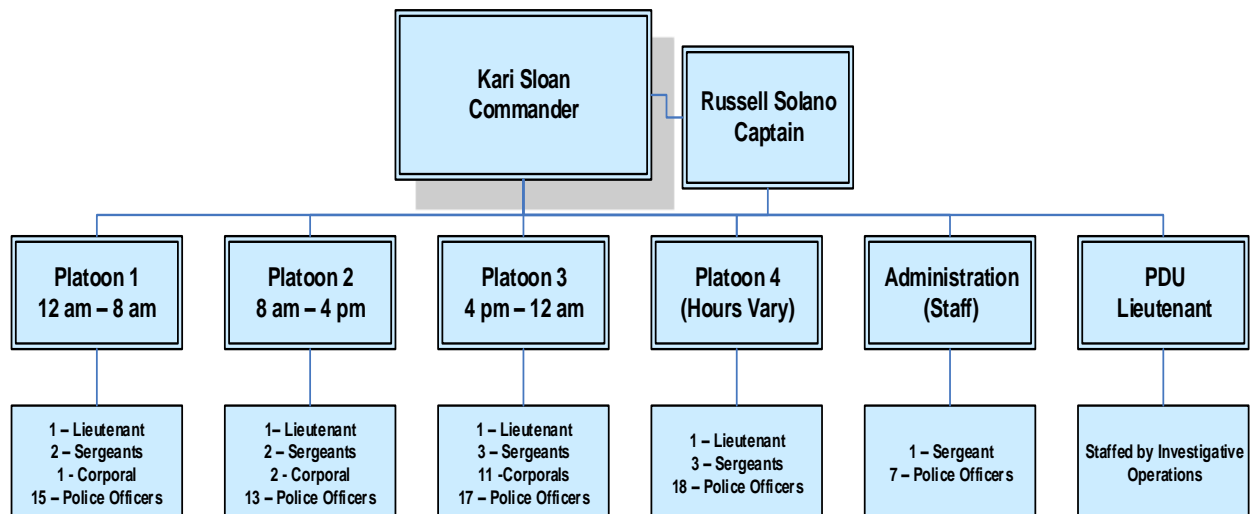 Kari Sloan
Commander
Russell Solano
Captain
Platoon 1
12 am – 8 am
Platoon 2
8 am – 4 pm
Platoon 3
4 pm – 12 am
Platoon 4
(Hours Vary)
Administration
(Staff)
PDU
Lieutenant
1 – Lieutenant
2 – Sergeants
1 - Corporal
15 – Police Officers
1– Lieutenant
2 – Sergeants
2 - Corporal
13 – Police Officers
1 – Lieutenant
3 – Sergeants
11 -Corporals
17 – Police Officers
1 – Lieutenant
3 – Sergeants
18 – Police Officers
1 – Sergeant
7 – Police Officers
Staffed by Investigative
Operations